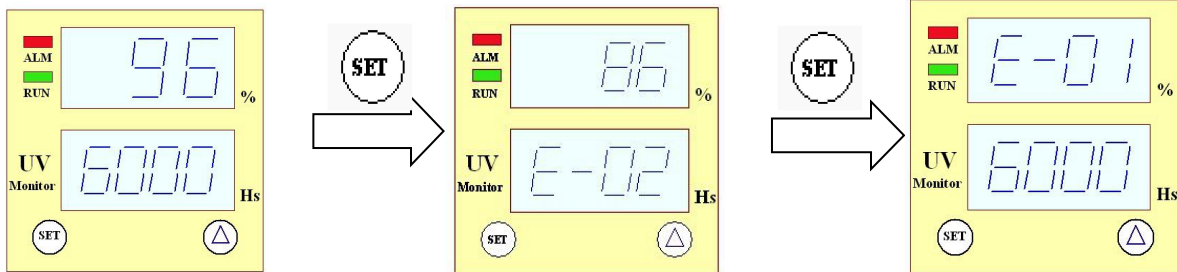 96
ALM
RUN
%
UV
Monitor
6000
Hs
SET
SET
86
ALM
RUN
%
UV
Monitor
E-02
Hs
SET
SET
E-01
ALM
RUN
%
UV
Monitor
6000
Hs
SET